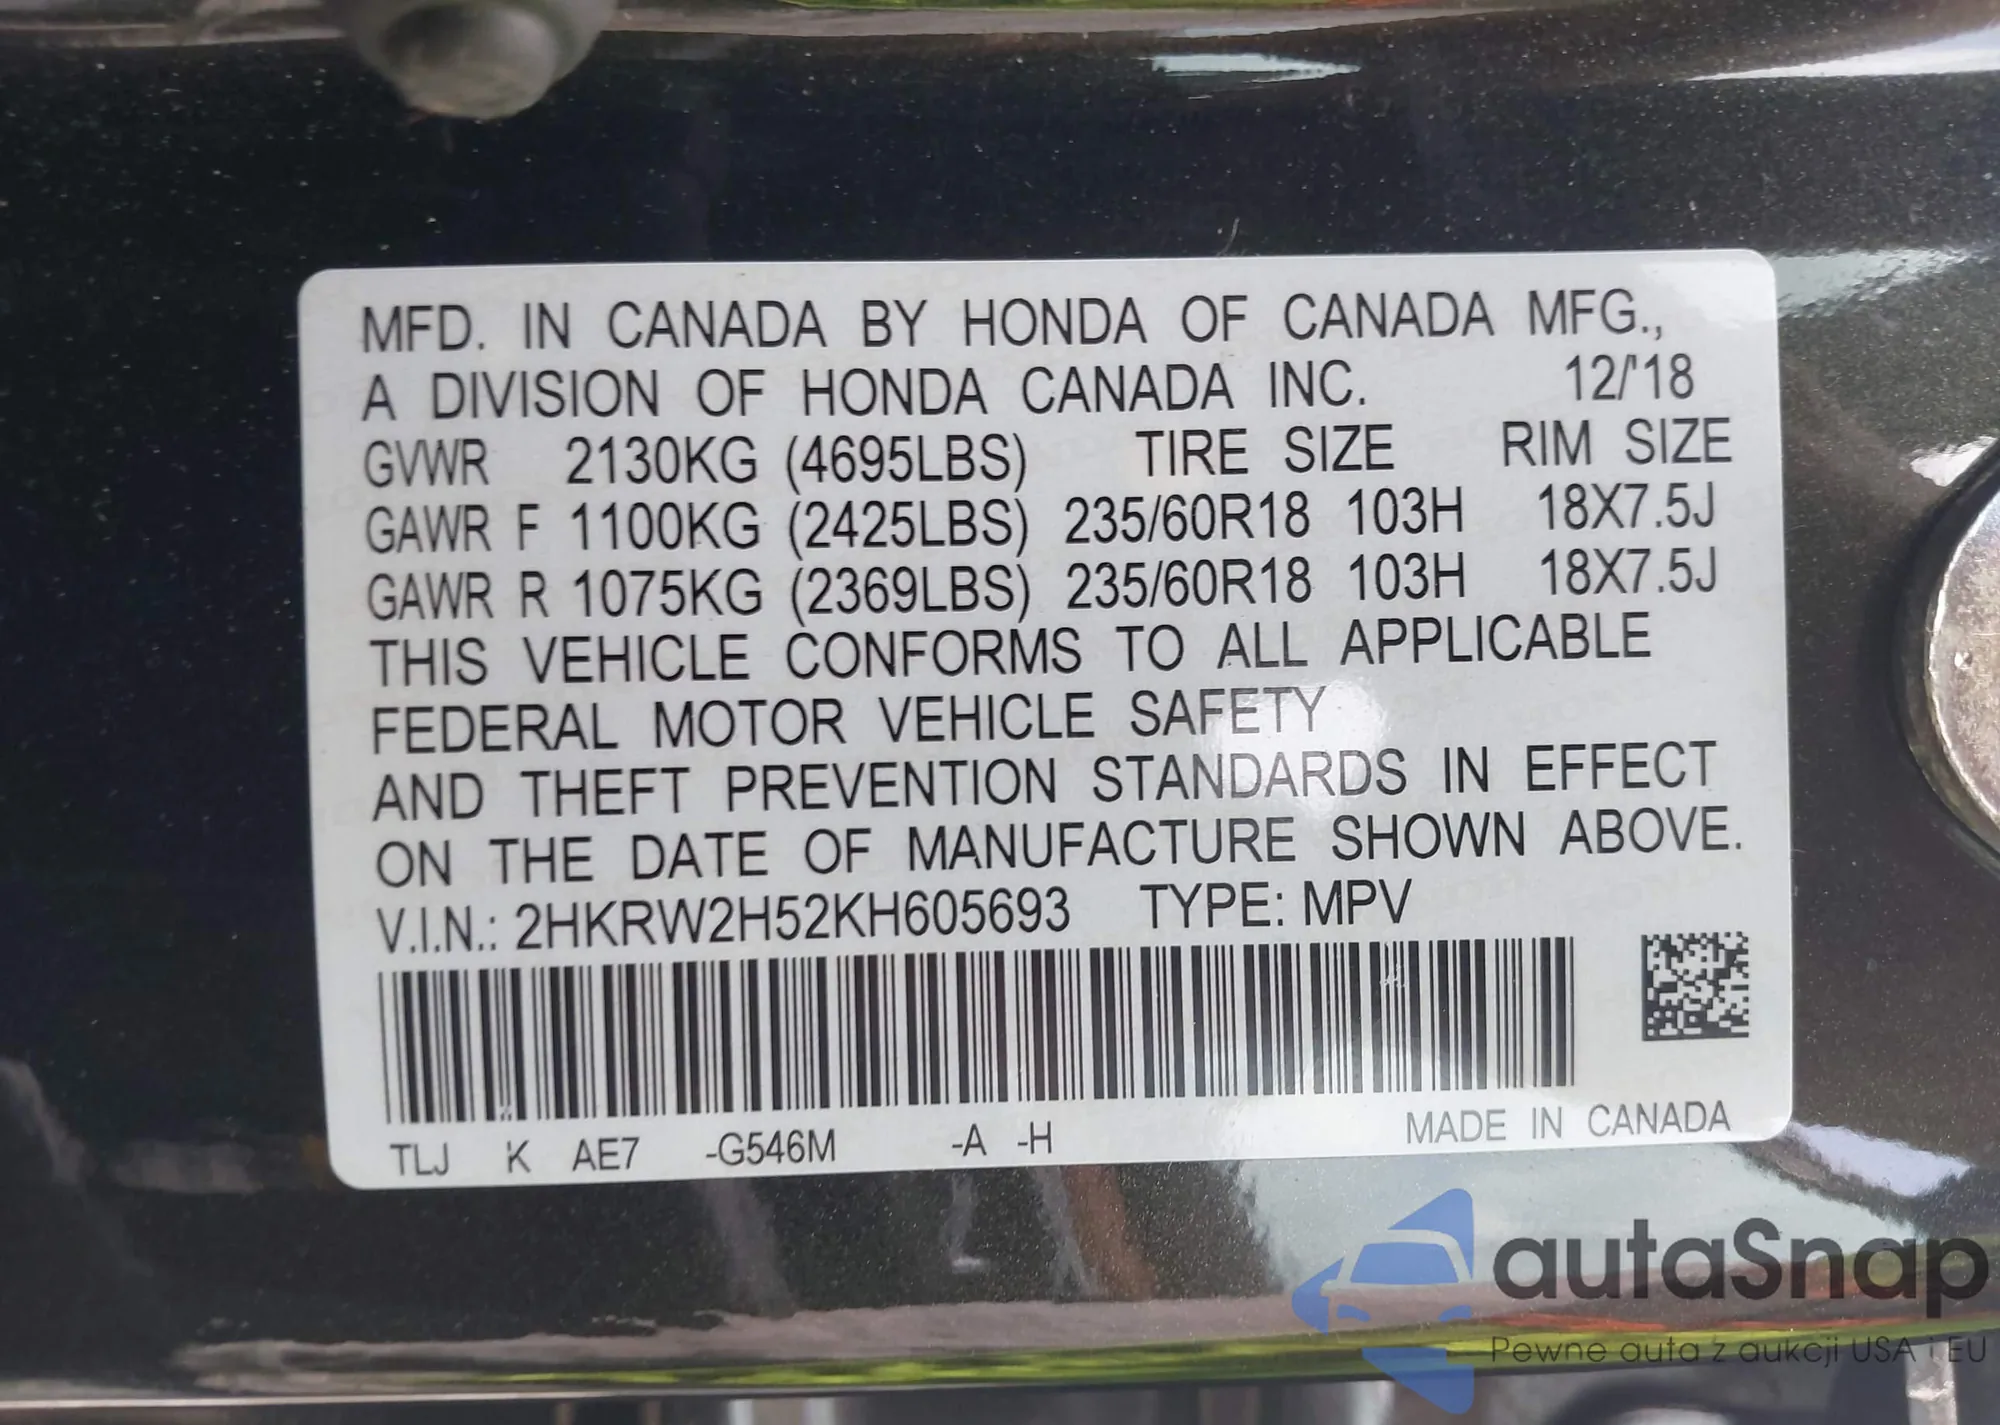 MFD. IN CANADA BY HONDA OF CANADA MFG.,
A DIVISION OF HONDA CANADA INC. 12/'18
GVWR 2130KG (4695LBS) TIRE SIZE RIM SIZE
GAWR F 1100KG (2425LBS) 235/60R18 103H 18X7.5J
GAWR R 1075KG (2369LBS) 235/60R18 103H 18X7.5J
THIS VEHICLE CONFORMS TO ALL APPLICABLE
FEDERAL MOTOR VEHICLE SAFETY
AND THEFT PREVENTION STANDARDS IN EFFECT
ON THE DATE OF MANUFACTURE SHOWN ABOVE.
V.I.N.: 2HKRW2H52KH605693 TYPE: MPV
TLJ K AE7 -G546M -A -H MADE IN CANADA
autaSnap
Pewne auta z aukcji USA i EU